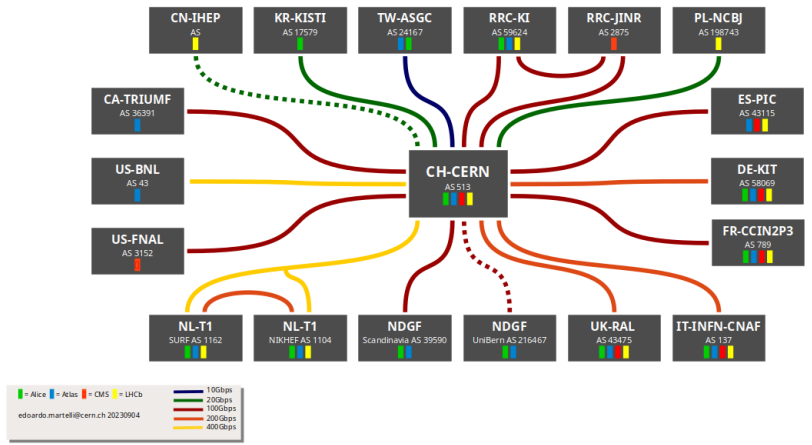 CN-IHEP
AS
KR-KISTI
AS 17579
TW-ASGC
AS 24167
RRC-KI
AS 59624
RRC-JINR
AS 2875
PL-NCBJ
AS 198743
CA-TRIUMF
AS 36391
ES-PIC
AS 43115
US-BNL
AS 43
CH-CERN
AS 513
DE-KIT
AS 58069
US-FNAL
AS 3152
FR-CCIN2P3
AS 789
NL-T1
SURF AS 1162
NL-T1
NIKHEF AS 1104
NDGF
Scandinavia AS 39590
NDGF
UniBern AS 216467
UK-RAL
AS 43475
IT-INFN-CNAF
AS 137
= Alice = Atlas = CMS = LHCb
edoardo.martelli@cern.ch 20230904
10Gbps
20Gbps
100Gbps
200Gbps
400Gbps